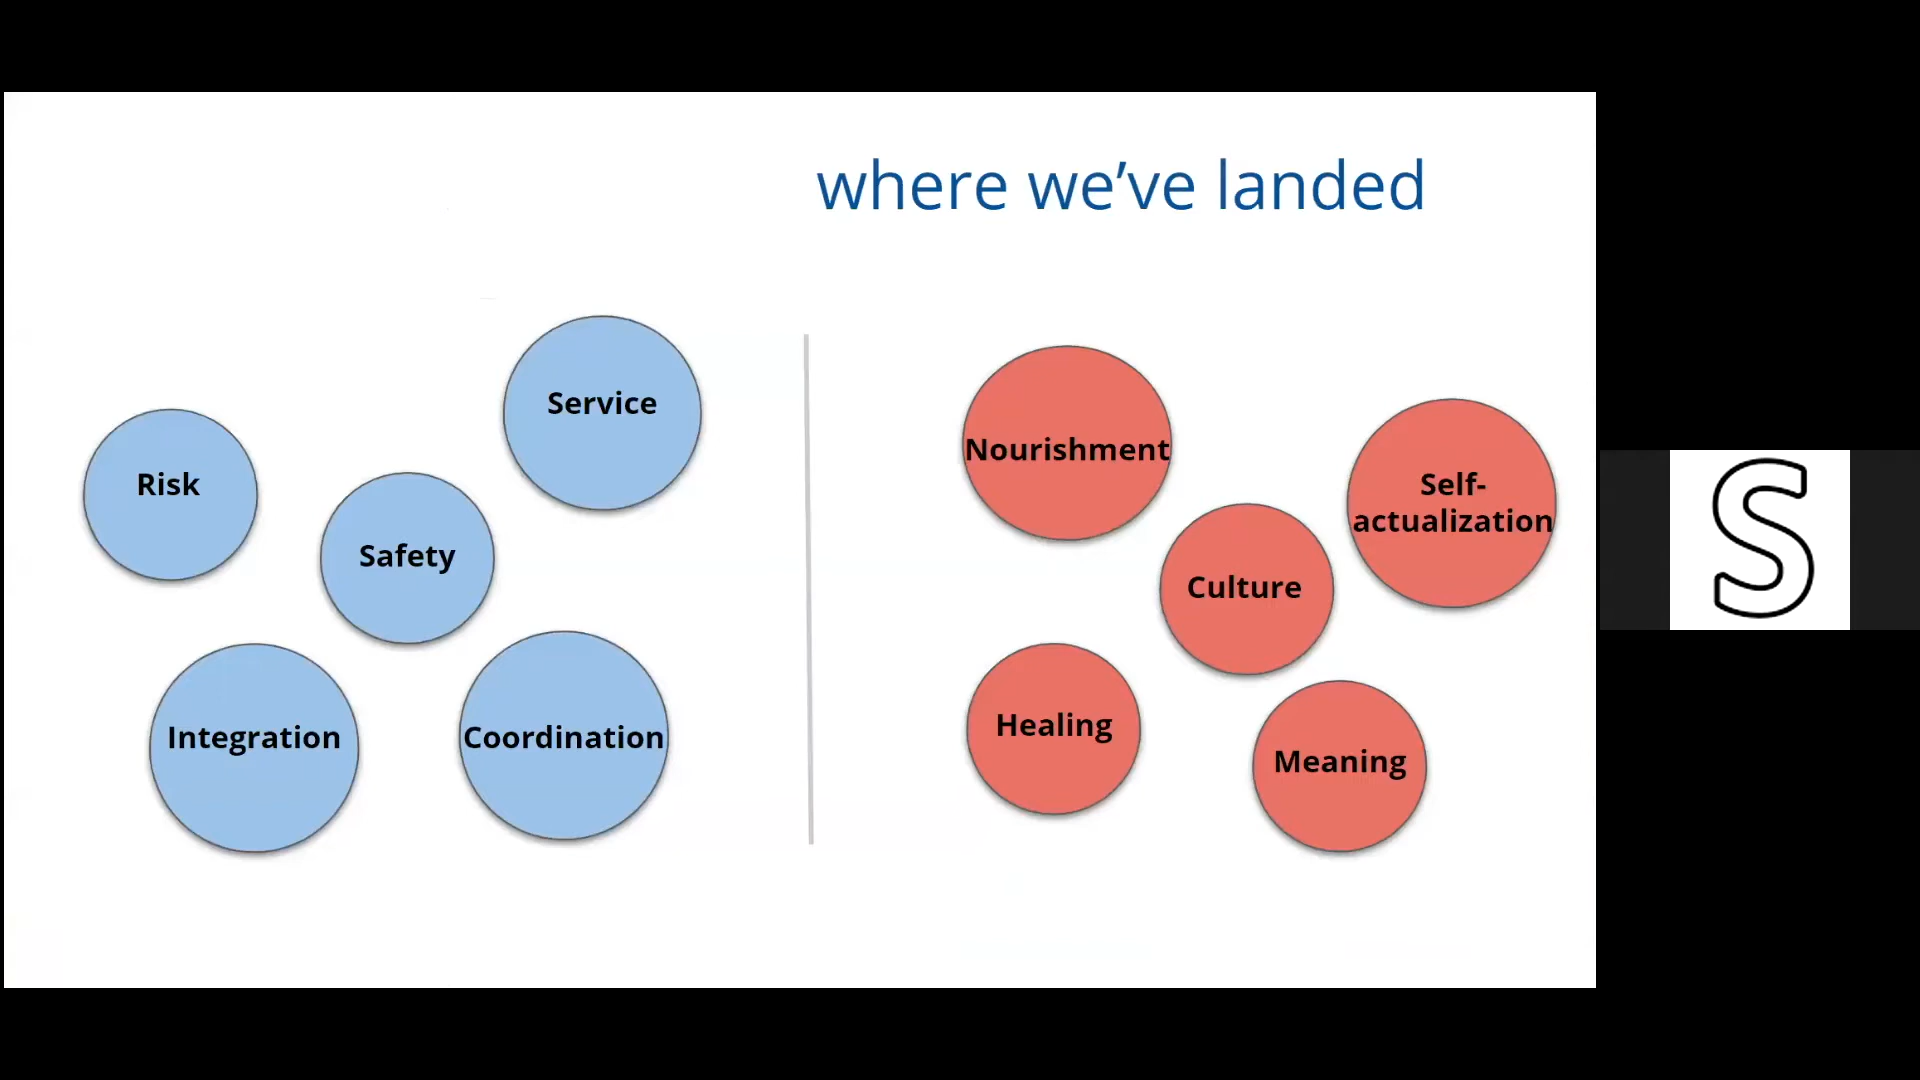 where we’ve landed
Service
Risk
Safety
Integration
Coordination
Nourishment
Self-
actualization
Culture
Healing
Meaning
S